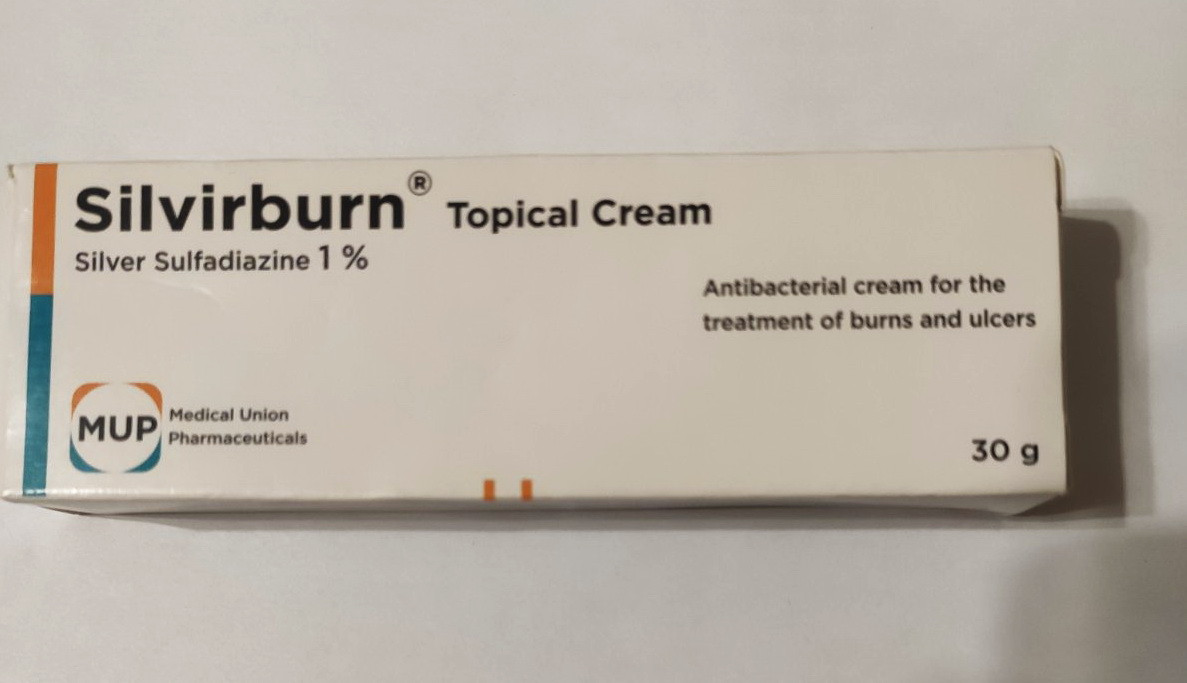 Silvirburn® Topical Cream
Silver Sulfadiazine 1 %
Antibacterial cream for the
treatment of burns and ulcers
MUP
Medical Union
Pharmaceuticals
30 g